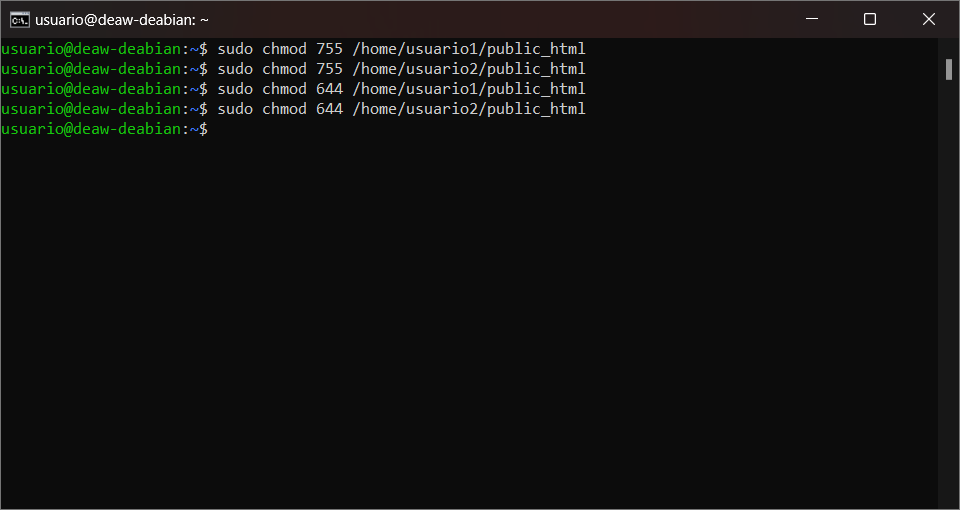 usuario@deaw-deabian: ~
usuario@deaw-deabian:~$ sudo chmod 755 /home/usuario1/public_html
usuario@deaw-deabian:~$ sudo chmod 755 /home/usuario2/public_html
usuario@deaw-deabian:~$ sudo chmod 644 /home/usuario1/public_html
usuario@deaw-deabian:~$ sudo chmod 644 /home/usuario2/public_html
usuario@deaw-deabian:~$